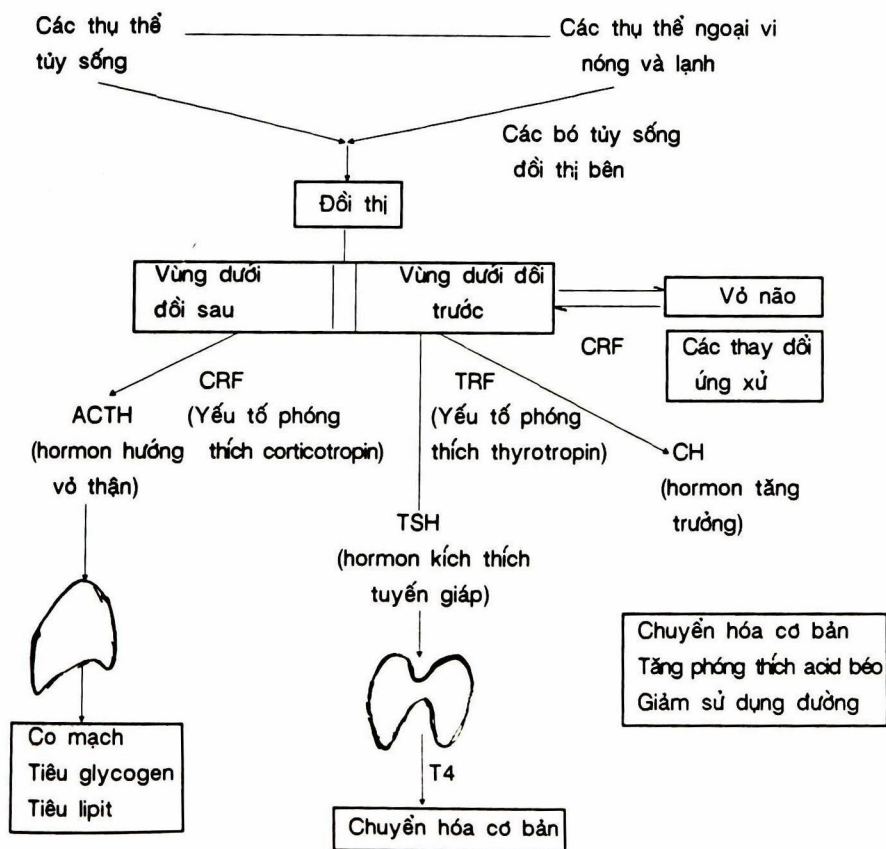 Các thụ thể
tủy sống
Các thụ thể ngoại vi
nóng và lạnh
Các bó tủy sống
đồi thị bên
Đồi thị
Vùng dưới
đồi sau
Vùng dưới đồi
trước
Vỏ não
CRF
Các thay đổi
ứng xử
CRF
(Yếu tố phóng
thích corticotropin)
TRF
(Yếu tố phóng
thích thyrotropin)
ACTH
(hormon hướng
vỏ thận)
CH
(hormon tăng
trưởng)
TSH
(hormon kích thích
tuyến giáp)
Chuyển hóa cơ bản
Tăng phóng thích acid béo
Giảm sử dụng đường
Co mạch
Tiêu glycogen
Tiêu lipit
T4
Chuyển hóa cơ bản